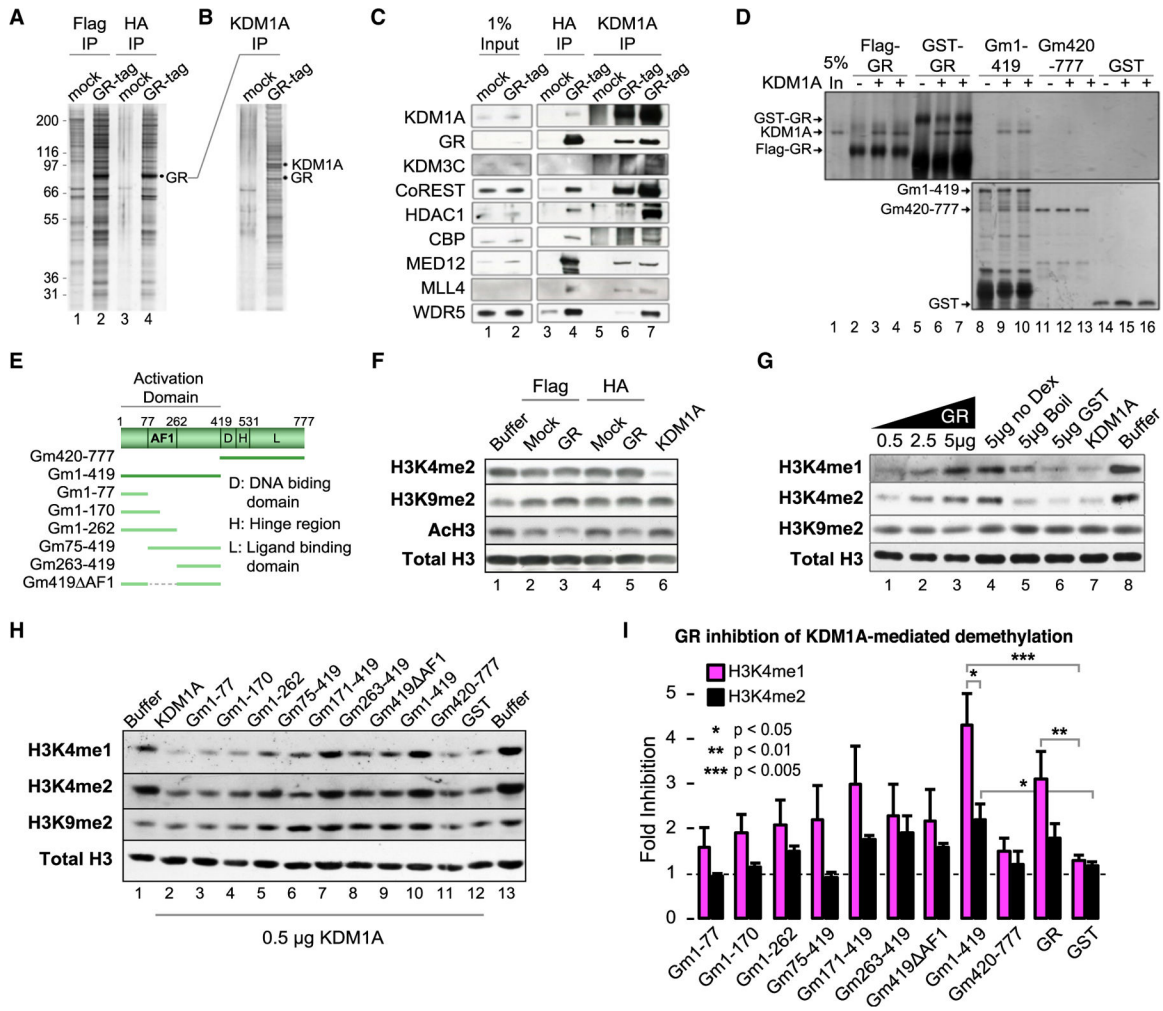 A
Flag IP
HA IP
mock
GR-tag
mock
GR-tag
200
116
97
66
55
36
31
GR
1 2 3 4
B
KDM1A IP
mock
GR-tag
KDM1A
GR
C
1% Input
HA IP
KDM1A IP
mock
GR-tag
mock
GR-tag
mock
GR-tag
GR-tag
KDM1A
GR
KDM3C
CoREST
HDAC1
CBP
MED12
MLL4
WDR5
1 2 3 4 5 6 7
D
5% In
Flag-GR
GST-GR
Gm1-419
Gm420-777
GST
KDM1A - + + - + + - + + - + + - + +
GST-GR
KDM1A
Flag-GR
Gm1-419
Gm420-777
GST
1 2 3 4 5 6 7 8 9 10 11 12 13 14 15 16
E
Activation Domain
1 77 262 419 531 777
AF1 D H L
Gm420-777
Gm1-419
Gm1-77
Gm1-170
Gm1-262
Gm75-419
Gm263-419
Gm419ΔAF1
D: DNA biding domain
H: Hinge region
L: Ligand binding domain
F
Flag
HA
Buffer
Mock
GR
Mock
GR
KDM1A
H3K4me2
H3K9me2
AcH3
Total H3
1 2 3 4 5 6
G
GR
0.5 2.5 5µg
5µg no Dex
5µg Boil
5µg GST
KDM1A
Buffer
H3K4me1
H3K4me2
H3K9me2
Total H3
1 2 3 4 5 6 7 8
H
Buffer
KDM1A
Gm1-77
Gm1-170
Gm1-262
Gm75-419
Gm171-419
Gm263-419
Gm419ΔAF1
Gm1-419
Gm420-777
GST
Buffer
H3K4me1
H3K4me2
H3K9me2
Total H3
1 2 3 4 5 6 7 8 9 10 11 12 13
0.5 µg KDM1A
I
GR inhibtion of KDM1A-mediated demethylation
H3K4me1
H3K4me2
* p < 0.05
** p < 0.01
*** p < 0.005
***
*
**
*
Fold Inhibition
5
4
3
2
1
0
Gm1-77
Gm1-170
Gm1-262
Gm75-419
Gm171-419
Gm263-419
Gm419ΔAF1
Gm1-419
Gm420-777
GR
GST